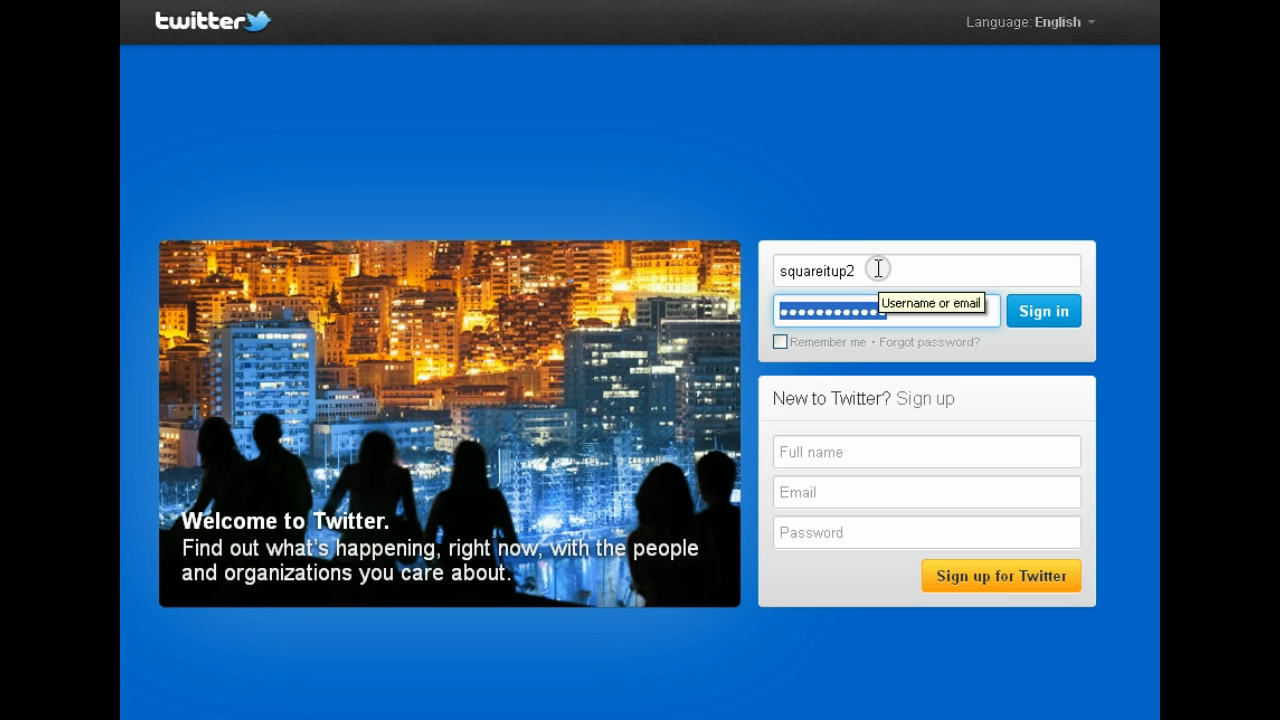 twitter
Language: English
squareitup2
Username or email
Sign in
Remember me · Forgot password?
New to Twitter? Sign up
Full name
Email
Password
Sign up for Twitter
Welcome to Twitter.
Find out what's happening, right now, with the people
and organizations you care about.